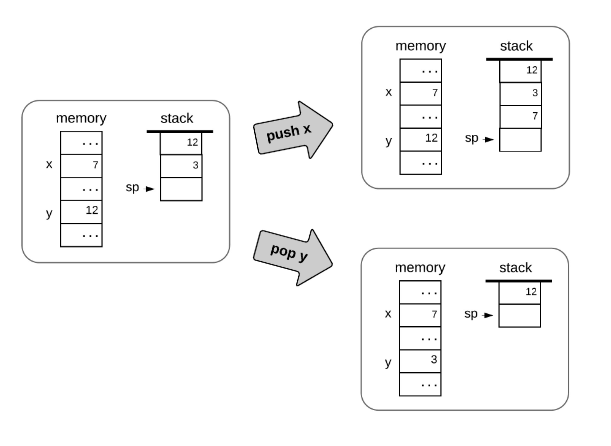 memory stack
... 12
x 7 3
... sp
y 12
...
push x
pop y
memory stack
... 12
x 7 3
... 7
y 12 sp
...
memory stack
... 12
x 7 sp
...
y 3
...